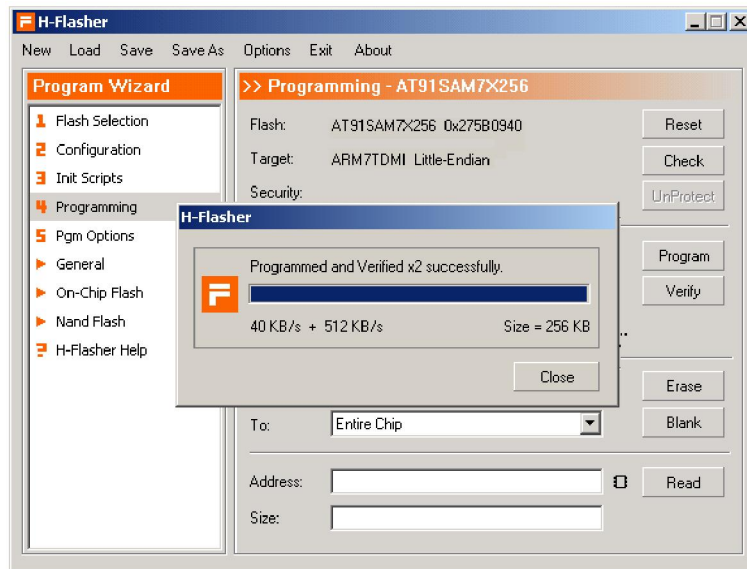 H-Flasher
New Load Save Save As Options Exit About
Program Wizard
1 Flash Selection
2 Configuration
3 Init Scripts
4 Programming
5 Pgm Options
General
On-Chip Flash
Nand Flash
? H-Flasher Help
>> Programming - AT91SAM7X256
Flash: AT91SAM7X256 0x275B0940
Reset
Target: ARM7TDMI Little-Endian
Check
Security:
UnProtect
H-Flasher
Programmed and Verified x2 successfully.
40 KB/s + 512 KB/s Size = 256 KB
Close
Program
Verify
Erase
To: Entire Chip
Blank
Address:
Read
Size: